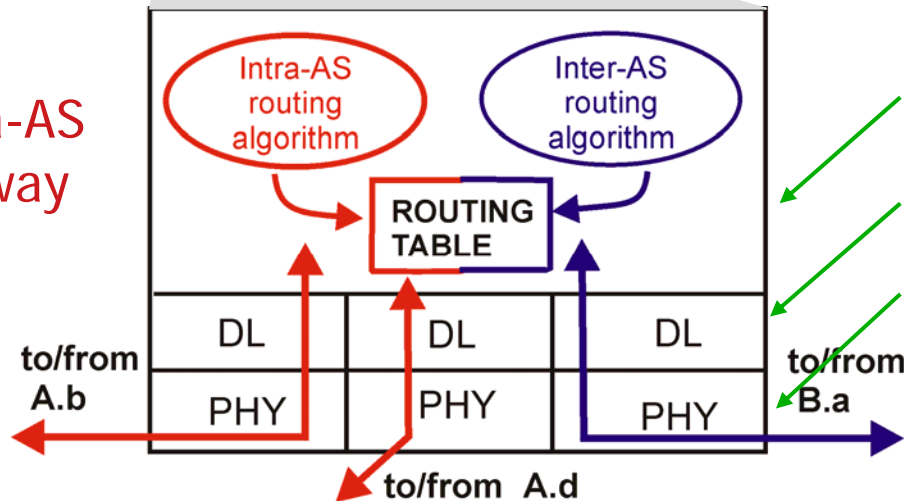 Intra-AS
routing
algorithm
Inter-AS
routing
algorithm
-AS
ROUTING
TABLE
DL
DL
DL
to/from
A.b
to/from
B.a
PHY
PHY
PHY
to/from A.d